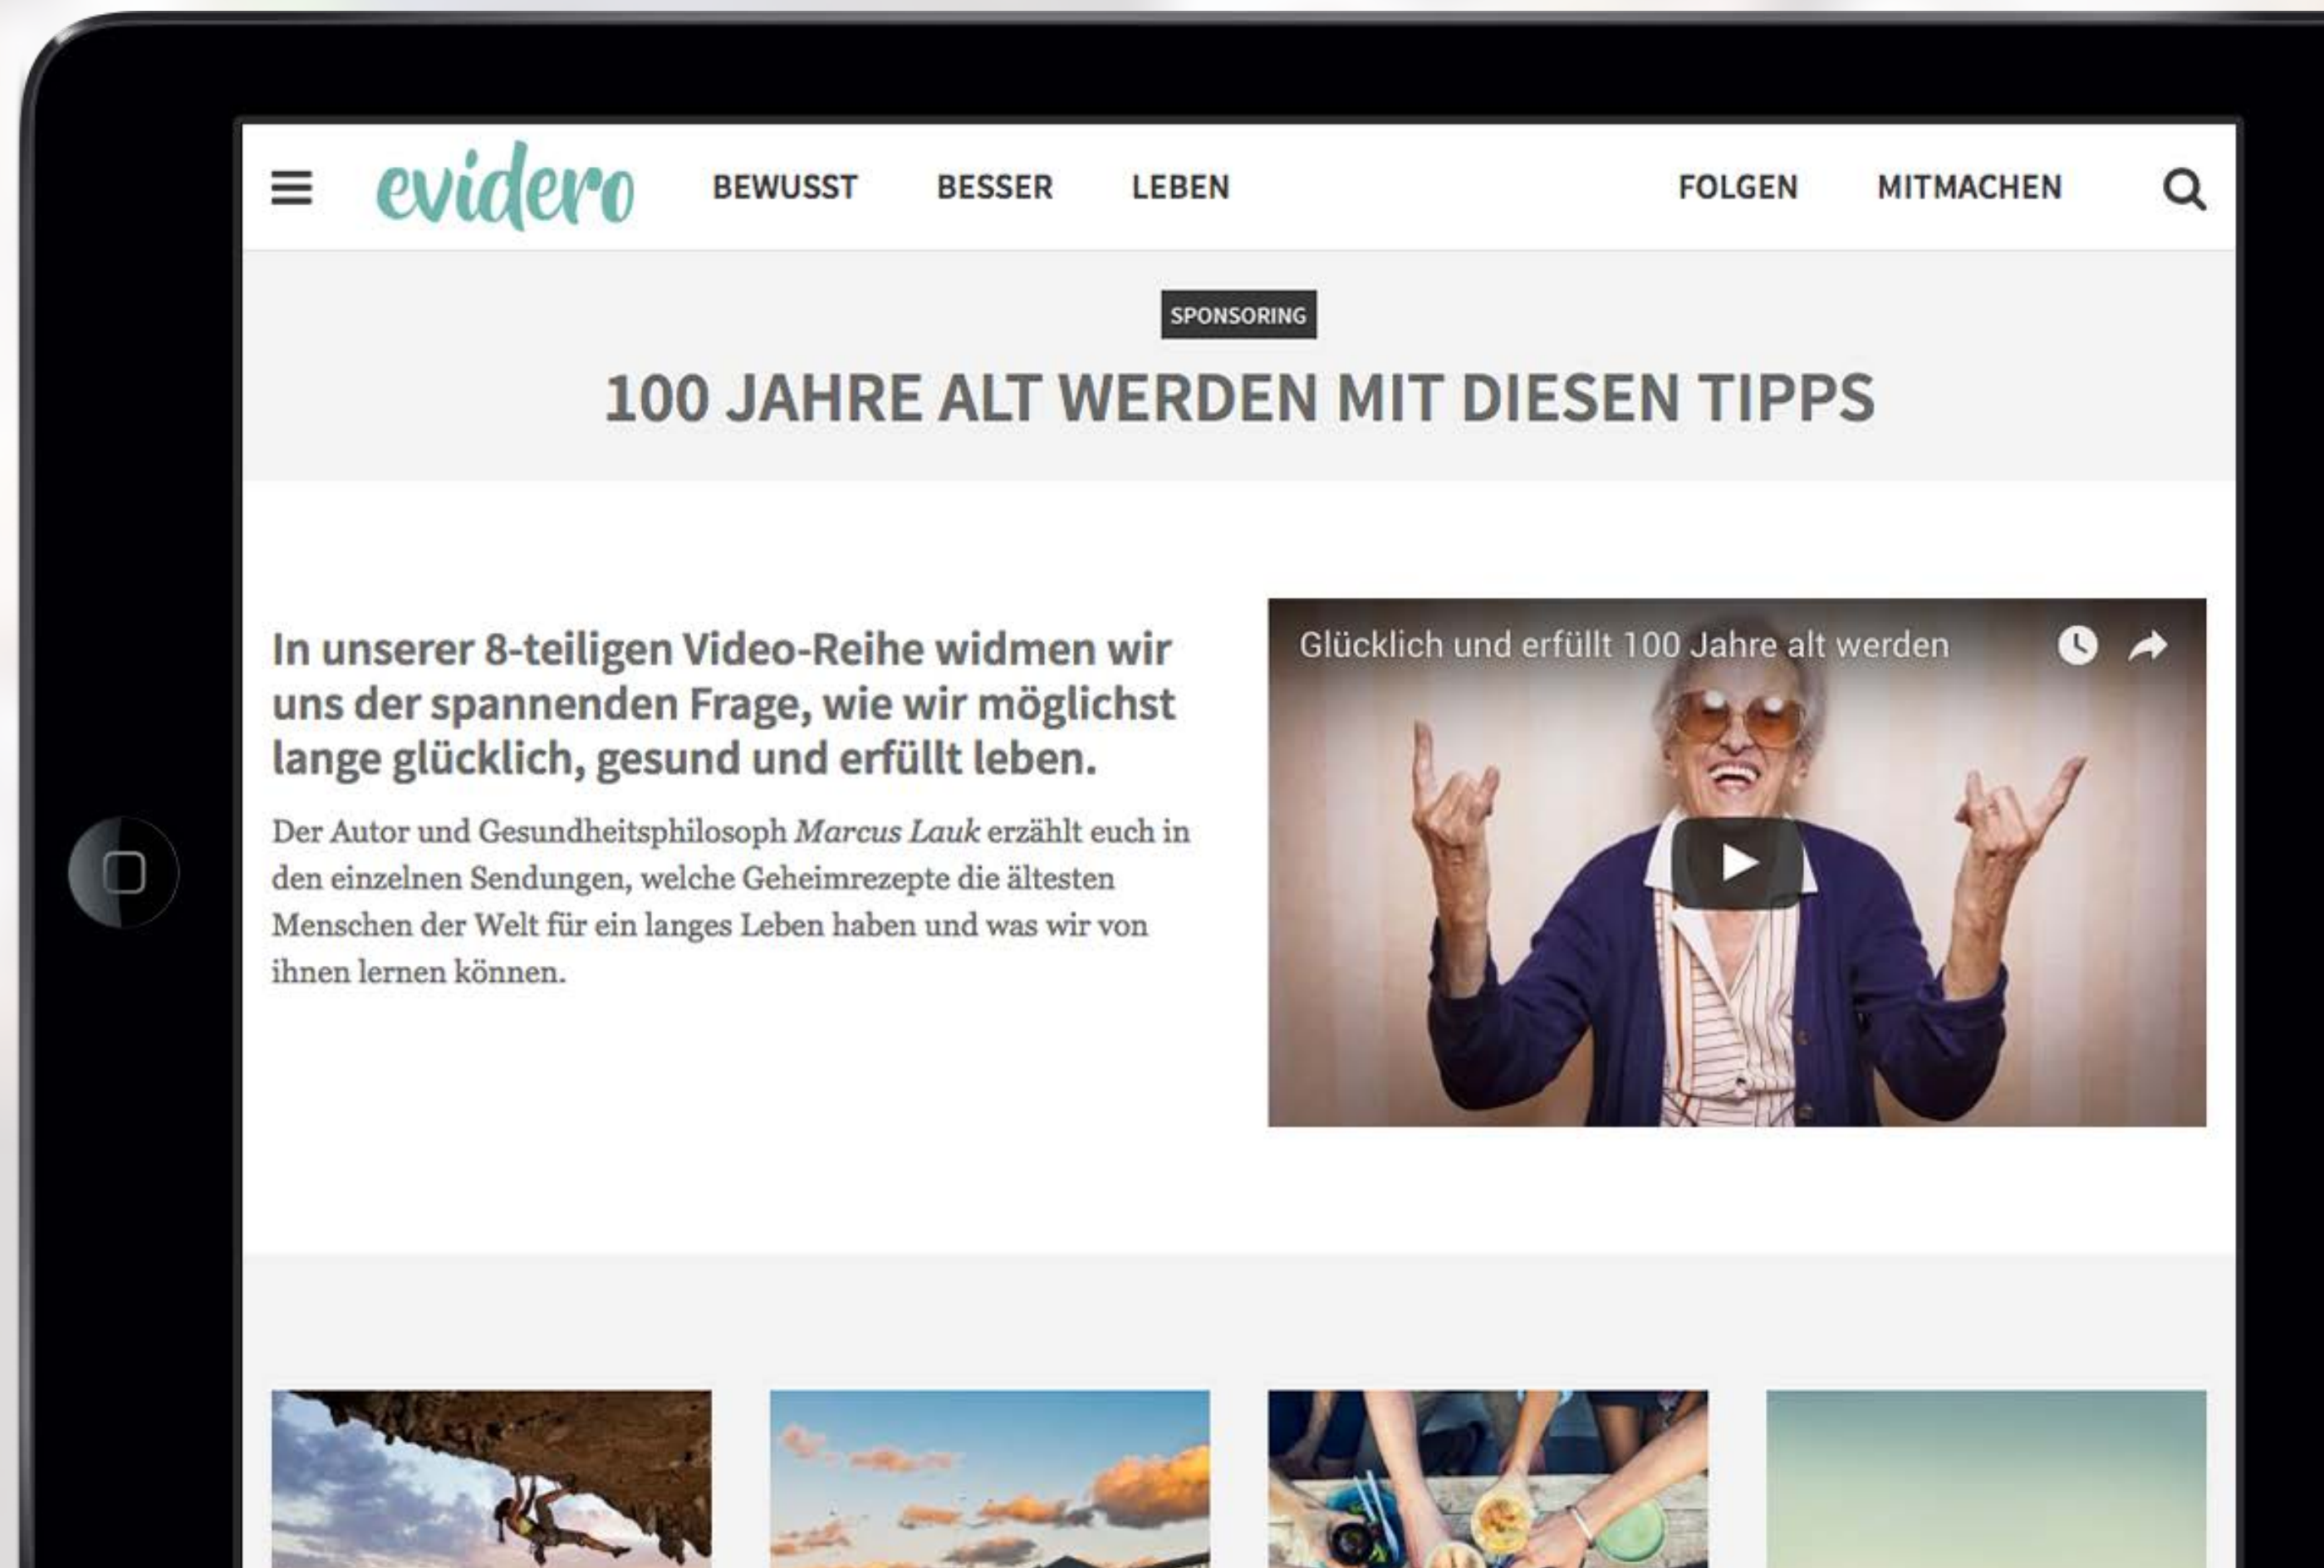 evidero BEWUSST BESSER LEBEN FOLGEN MITMACHEN
SPONSORING
100 JAHRE ALT WERDEN MIT DIESEN TIPPS
In unserer 8-teiligen Video-Reihe widmen wir
uns der spannenden Frage, wie wir möglichst
lange glücklich, gesund und erfüllt leben.
Der Autor und Gesundheitsphilosoph Marcus Lauk erzählt euch in
den einzelnen Sendungen, welche Geheimrezepte die ältesten
Menschen der Welt für ein langes Leben haben und was wir von
ihnen lernen können.
Glücklich und erfüllt 100 Jahre alt werden